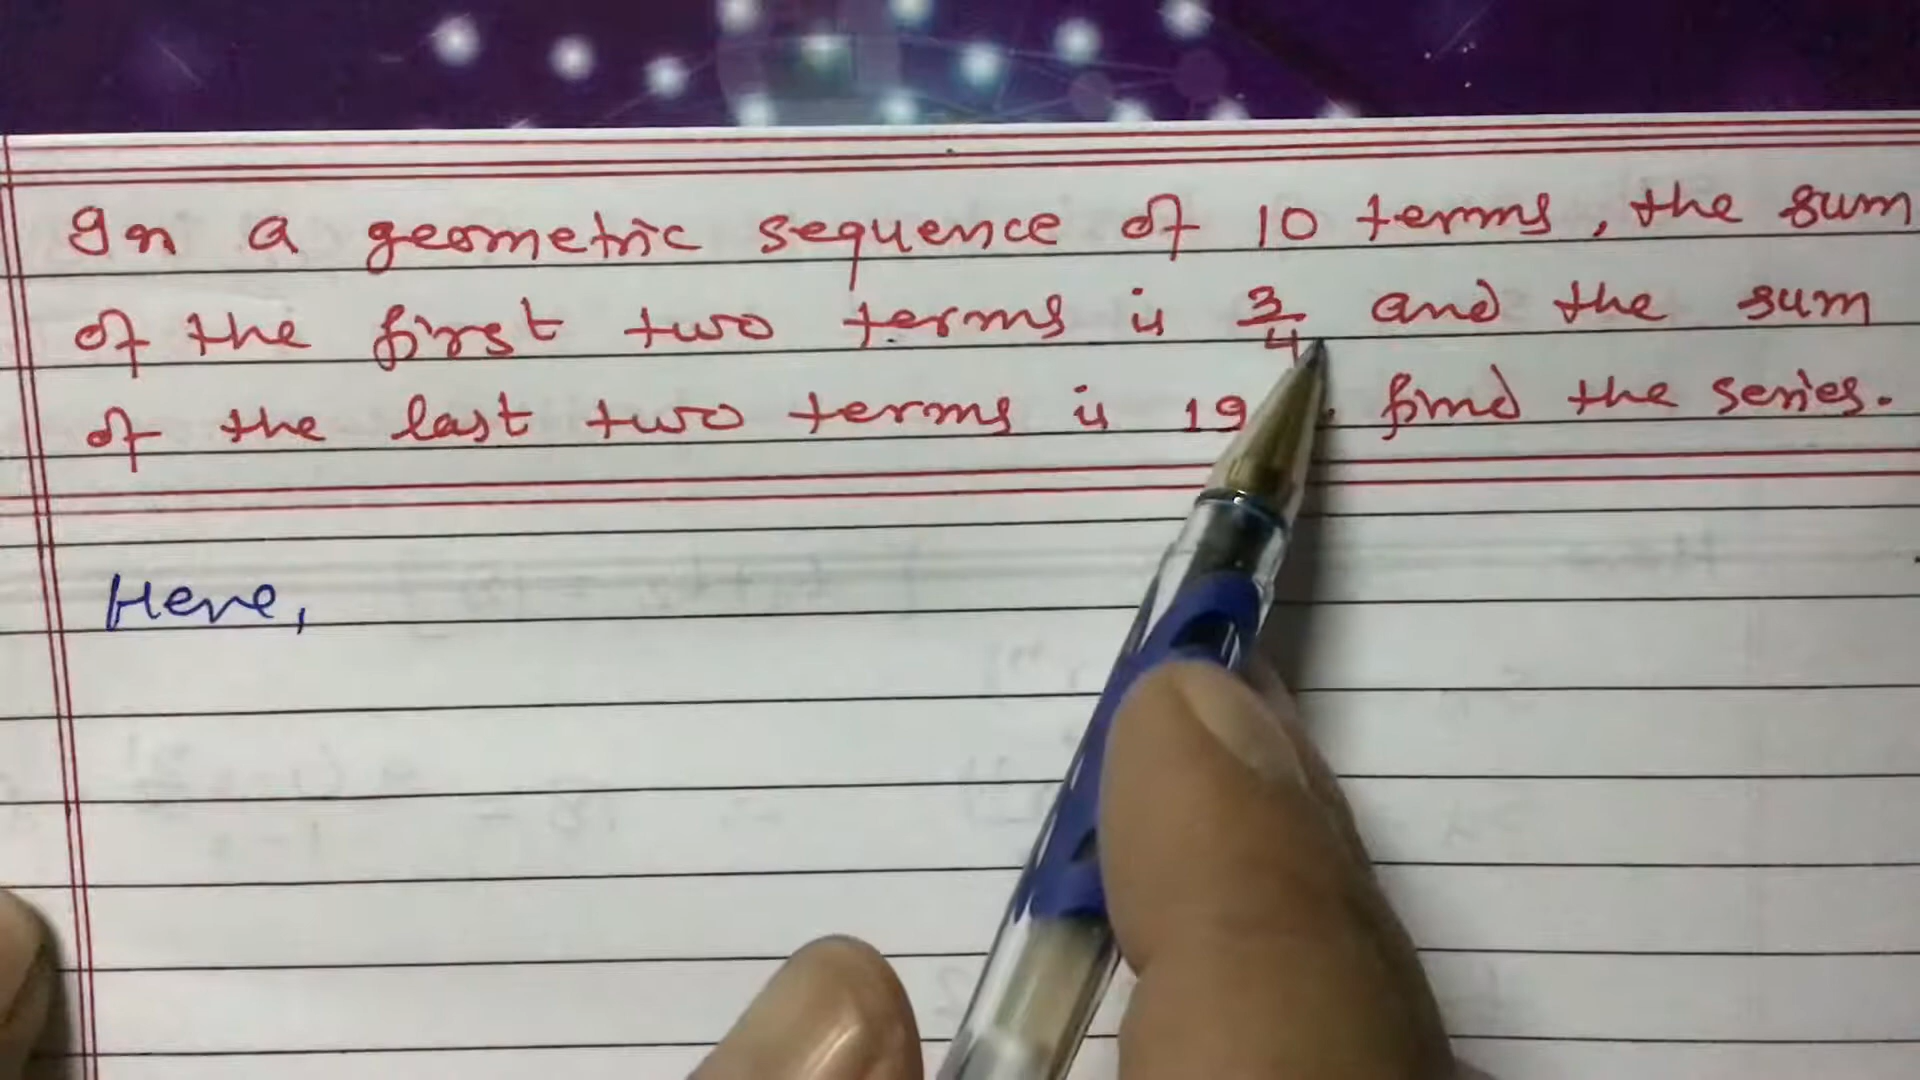 In a geometric sequence of 10 terms, the sum
of the first two terms is 3/4 and the sum
of the last two terms is 19 . find the series.
Here,